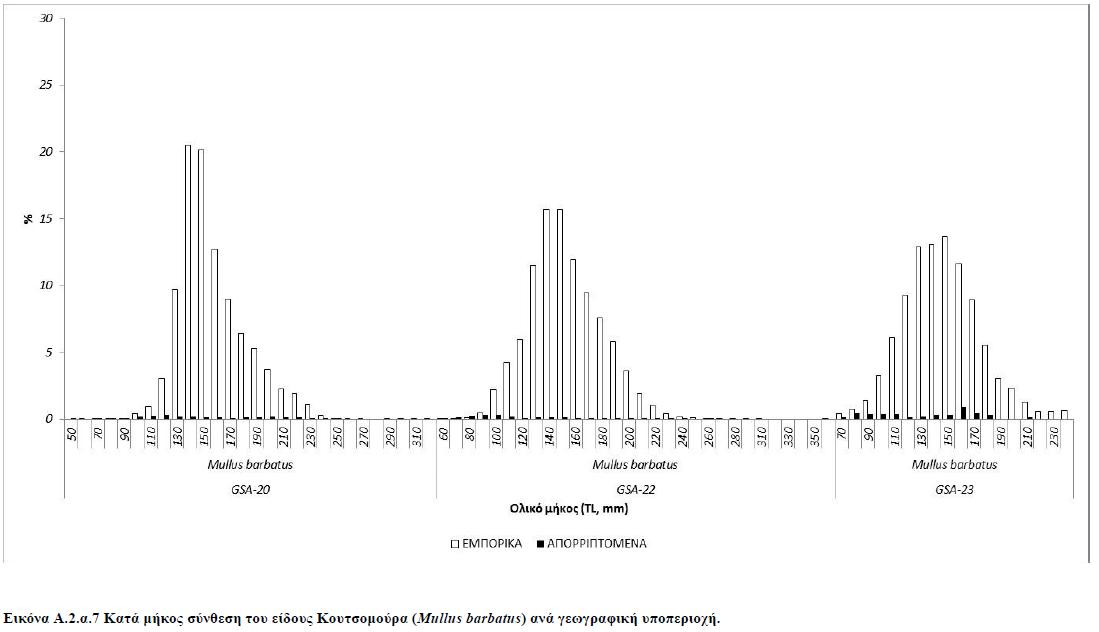 30
25
20
15
10
5
0
%
50 70 90 110 130 150 170 190 210 230 250 270 290 310 60 80 100 120 140 160 180 200 220 240 260 280 310 330 350 70 90 110 130 150 170 190 210 230
Mullus barbatus Mullus barbatus Mullus barbatus
GSA-20 GSA-22 GSA-23
Ολικό μήκος (TL, mm)
ΕΜΠΟΡΙΚΑ ΑΠΟΡΡΙΠΤΟΜΕΝΑ
Εικόνα Α.2.α.7 Κατά μήκος σύνθεση του είδους Κουτσομούρα (Mullus barbatus) ανά γεωγραφική υποπεριοχή.